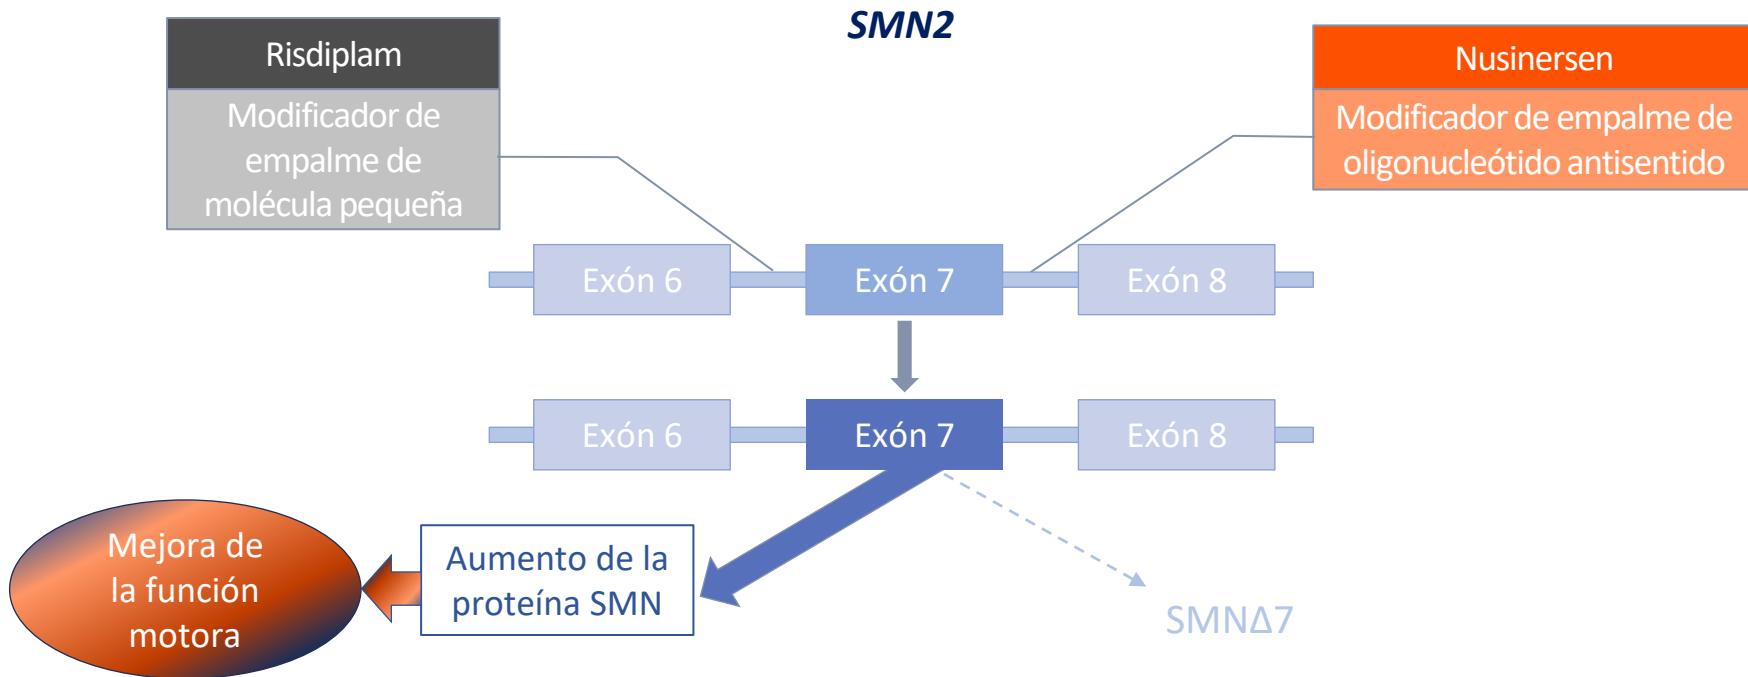 SMN2
Risdiplam
Modificador de
empalme de
molécula pequeña
Nusinersen
Modificador de empalme de
oligonucleótido antisentido
Exón 6
Exón 7
Exón 8
Exón 6
Exón 7
Exón 8
Mejora de
la función
motora
Aumento de la
proteína SMN
SMNΔ7